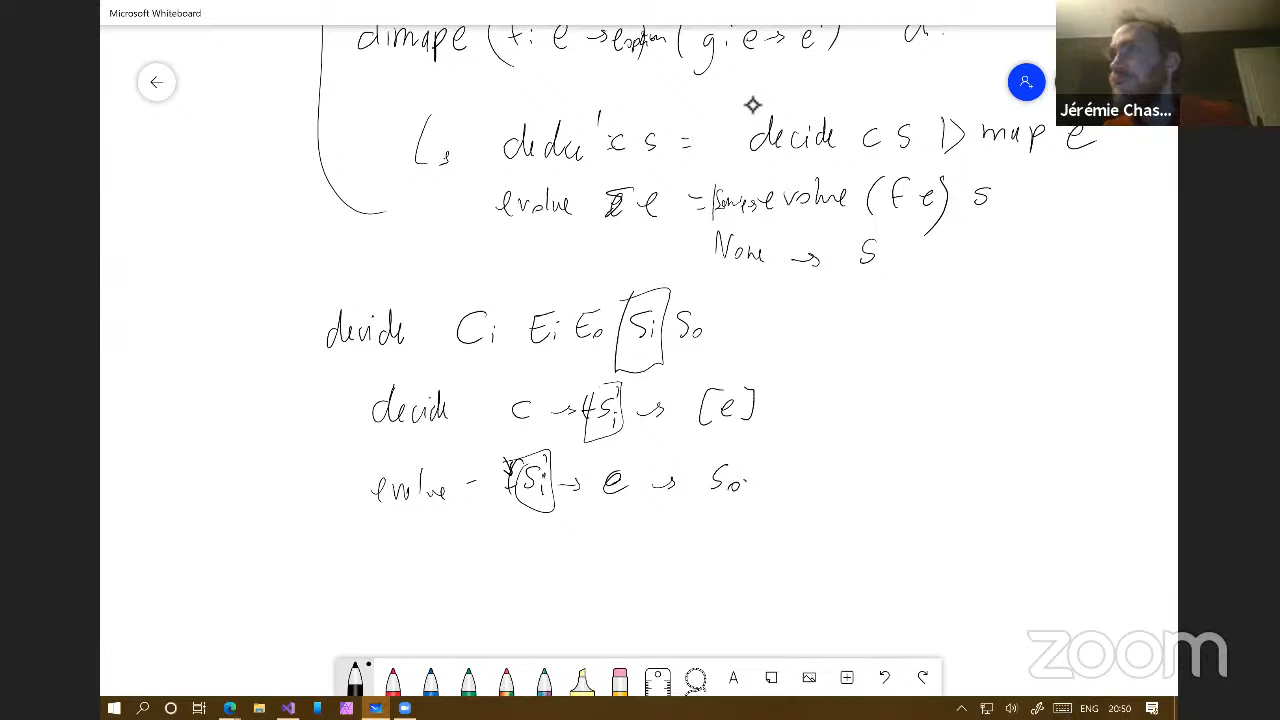 Microsoft Whiteboard
dimape (f: e → e option (g: e → e')
decide' c s = decide c s |> map e
evolve e = evolve (f e) s
None → S
decide Ci Ei Eo Si So
decide c → Si → [e]
evolve - Si → e → So
Jérémie Chas...
zoom
A
ENG 20:50